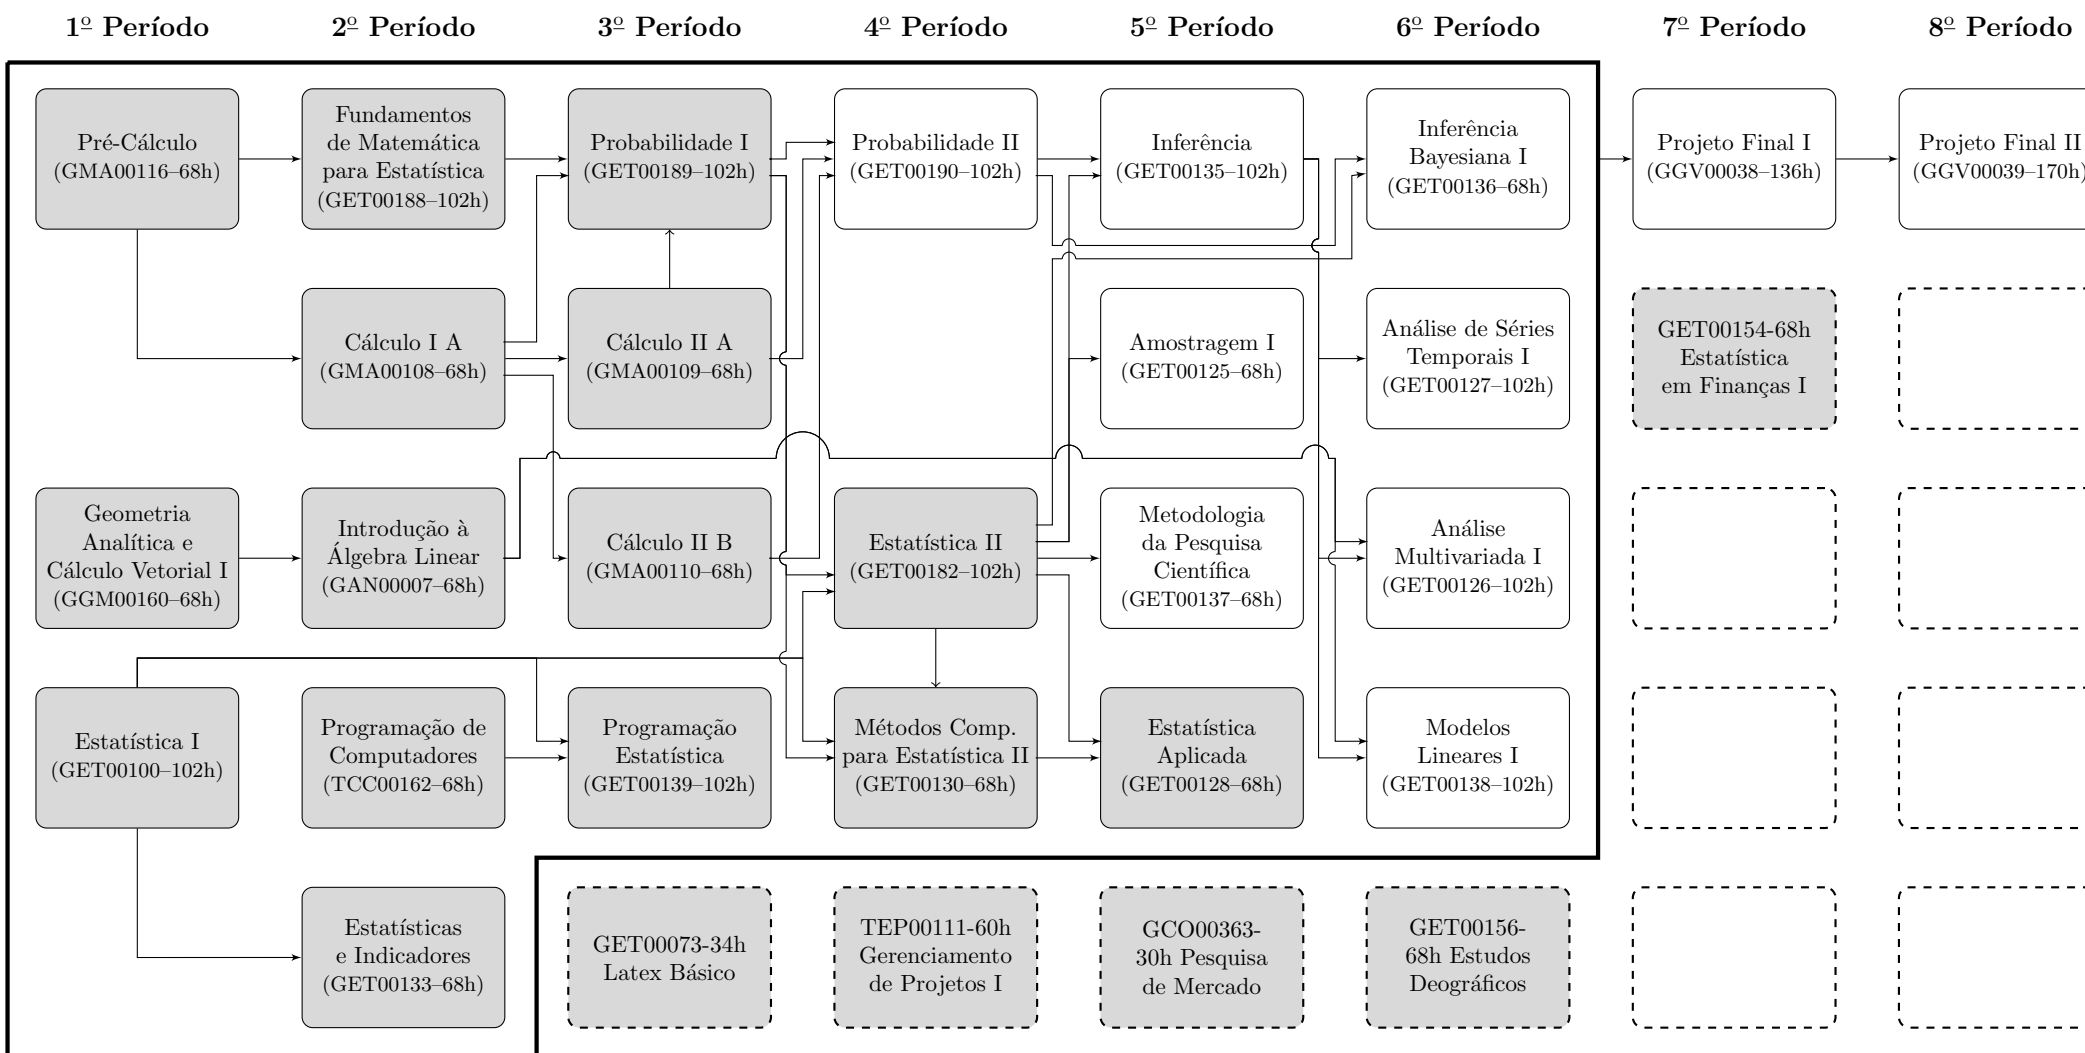 1º Período
2º Período
3º Período
4º Período
5º Período
6º Período
7º Período
8º Período
Pré-Cálculo
(GMA00116–68h)
Fundamentos
de Matemática
para Estatística
(GET00188–102h)
Probabilidade I
(GET00189–102h)
Probabilidade II
(GET00190–102h)
Inferência
(GET00135–102h)
Inferência
Bayesiana I
(GET00136–68h)
Projeto Final I
(GGV00038–136h)
Projeto Final II
(GGV00039–170h)
Cálculo I A
(GMA00108–68h)
Cálculo II A
(GMA00109–68h)
Amostragem I
(GET00125–68h)
Análise de Séries
Temporais I
(GET00127–102h)
GET00154-68h
Estatística
em Finanças I
Geometria
Analítica e
Cálculo Vetorial I
(GGM00160–68h)
Introdução à
Álgebra Linear
(GAN00007–68h)
Cálculo II B
(GMA00110–68h)
Estatística II
(GET00182–102h)
Metodologia
da Pesquisa
Científica
(GET00137–68h)
Análise
Multivariada I
(GET00126–102h)
Estatística I
(GET00100–102h)
Programação de
Computadores
(TCC00162–68h)
Programação
Estatística
(GET00139–102h)
Métodos Comp.
para Estatística II
(GET00130–68h)
Estatística
Aplicada
(GET00128–68h)
Modelos
Lineares I
(GET00138–102h)
Estatísticas
e Indicadores
(GET00133–68h)
GET00073-34h
Latex Básico
TEP00111-60h
Gerenciamento
de Projetos I
GCO00363-
30h Pesquisa
de Mercado
GET00156-
68h Estudos
Deográficos